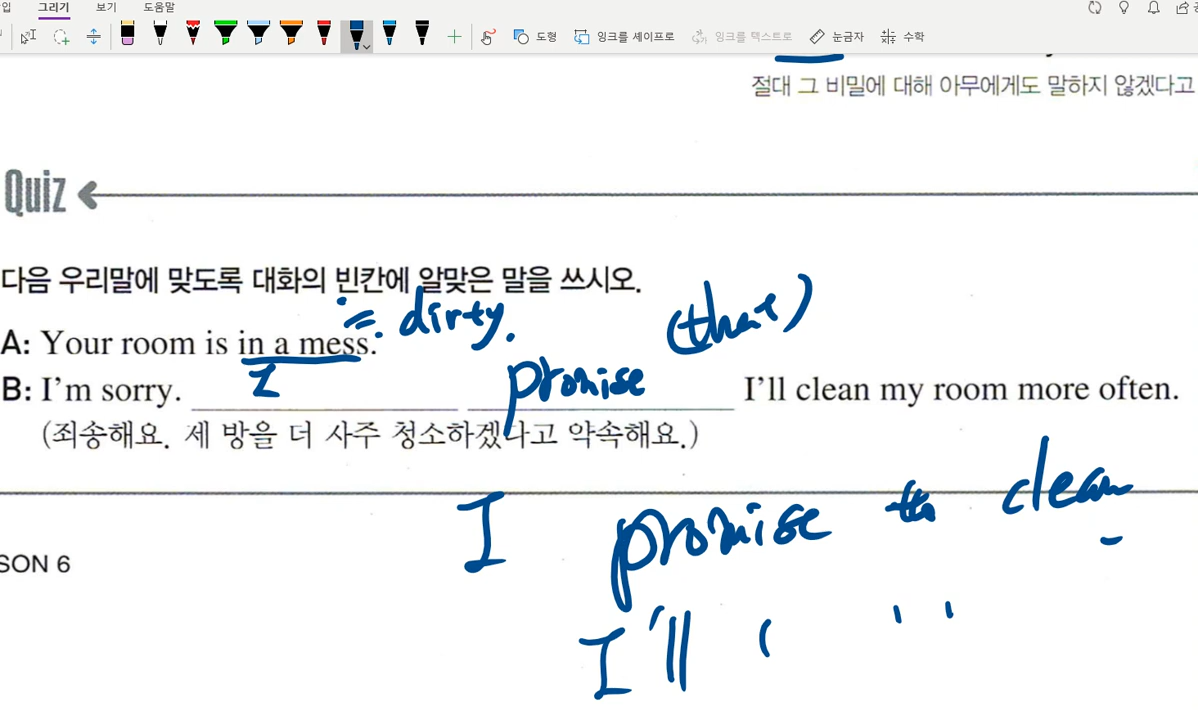 그리기 보기 도움말
도형 잉크를 셰이프로 잉크를 텍스트로 눈금자 수학
절대 그 비밀에 대해 아무에게도 말하지 않겠다고
Quiz
다음 우리말에 맞도록 대화의 빈칸에 알맞은 말을 쓰시오.
= dirty. (that)
A: Your room is in a mess.
B: I'm sorry. I promise I'll clean my room more often.
(죄송해요. 제 방을 더 자주 청소하겠다고 약속해요.)
I promise to clean
SON 6
I'll